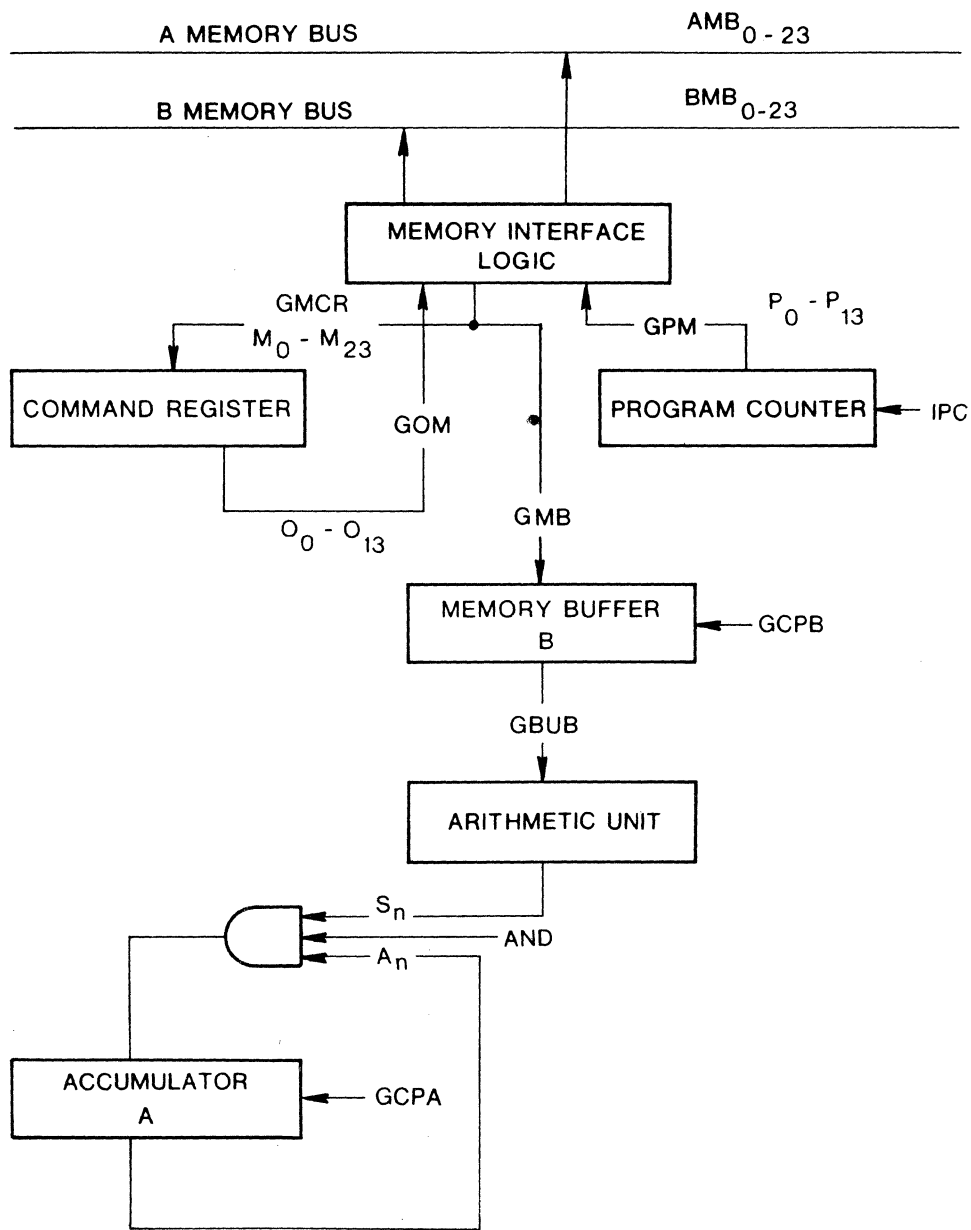 A MEMORY BUS
AMB0-23
B MEMORY BUS
BMB0-23
MEMORY INTERFACE
LOGIC
GMCR
M0 - M23
P0 - P13
GPM
COMMAND REGISTER
GOM
PROGRAM COUNTER
IPC
O0 - O13
GMB
MEMORY BUFFER
B
GCPB
GBUB
ARITHMETIC UNIT
Sn
AND
An
ACCUMULATOR
A
GCPA